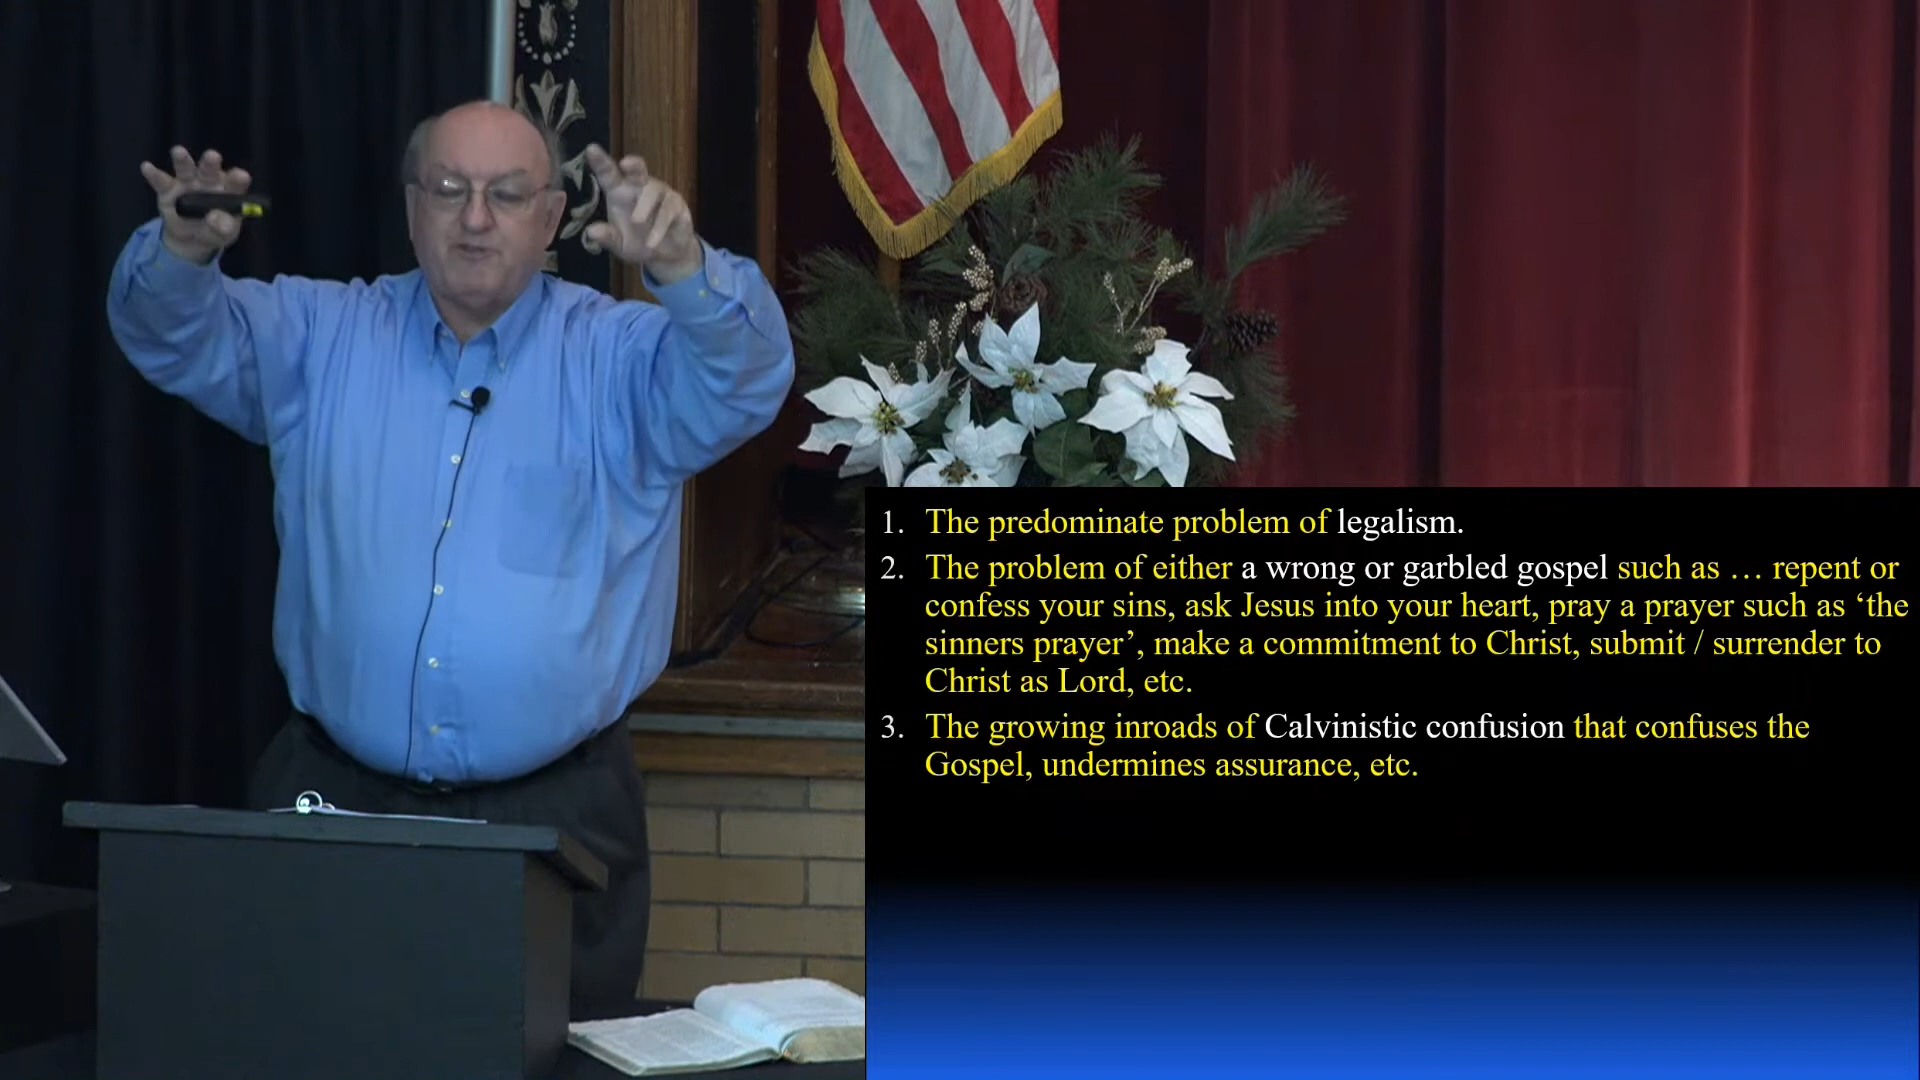 1. The predominate problem of legalism.
2. The problem of either a wrong or garbled gospel such as … repent or
confess your sins, ask Jesus into your heart, pray a prayer such as ‘the
sinners prayer’, make a commitment to Christ, submit / surrender to
Christ as Lord, etc.
3. The growing inroads of Calvinistic confusion that confuses the
Gospel, undermines assurance, etc.